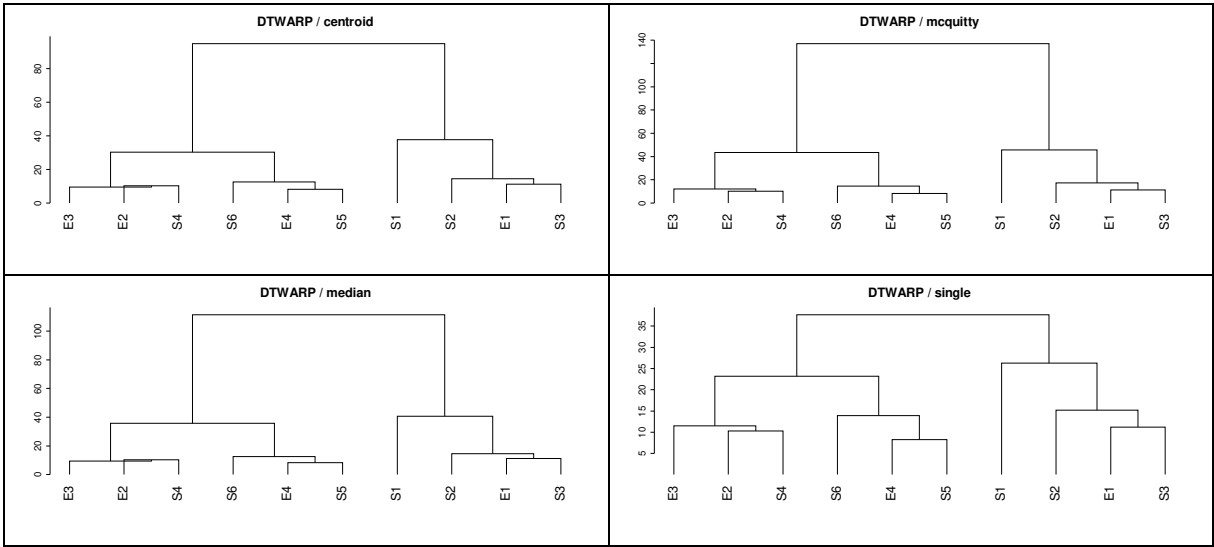 DTWARP / centroid
0 20 40 60 80
E3 E2 S4 S6 E4 S5 S1 S2 E1 S3
DTWARP / mcquitty
0 20 40 60 80 100 140
E3 E2 S4 S6 E4 S5 S1 S2 E1 S3
DTWARP / median
0 20 40 60 80 100
E3 E2 S4 S6 E4 S5 S1 S2 E1 S3
DTWARP / single
5 10 15 20 25 30 35
E3 E2 S4 S6 E4 S5 S1 S2 E1 S3